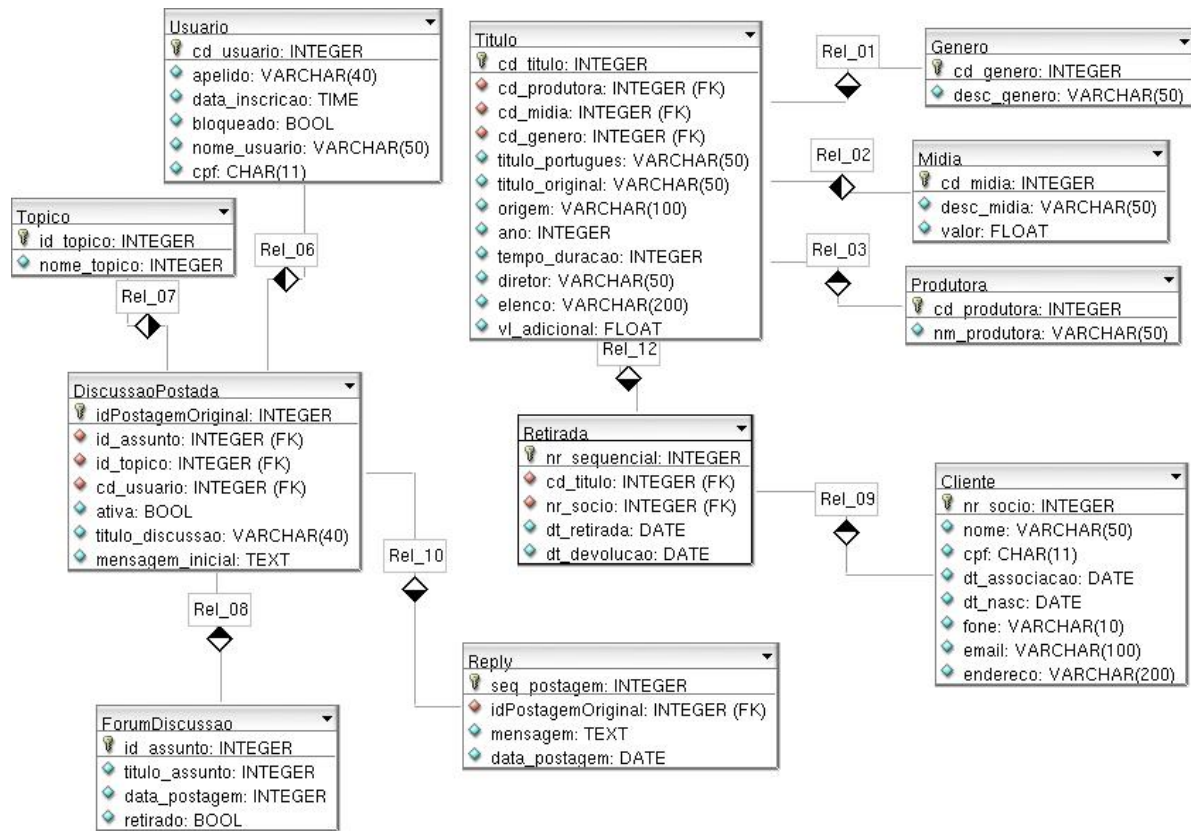 Usuario
cd_usuario: INTEGER
apelido: VARCHAR(40)
data_inscricao: TIME
bloqueado: BOOL
nome_usuario: VARCHAR(50)
cpf: CHAR(11)
Titulo
cd_titulo: INTEGER
cd_produtora: INTEGER (FK)
cd_midia: INTEGER (FK)
cd_genero: INTEGER (FK)
titulo_portugues: VARCHAR(50)
titulo_original: VARCHAR(50)
origem: VARCHAR(100)
ano: INTEGER
tempo_duracao: INTEGER
diretor: VARCHAR(50)
elenco: VARCHAR(200)
vl_adicional: FLOAT
Rel_01
Genero
cd_genero: INTEGER
desc_genero: VARCHAR(50)
Rel_02
Midia
cd_midia: INTEGER
desc_midia: VARCHAR(50)
valor: FLOAT
Rel_03
Produtora
cd_produtora: INTEGER
nm_produtora: VARCHAR(50)
Topico
id_topico: INTEGER
nome_topico: INTEGER
Rel_06
Rel_07
Rel_12
DiscussaoPostada
idPostagemOriginal: INTEGER
id_assunto: INTEGER (FK)
id_topico: INTEGER (FK)
cd_usuario: INTEGER (FK)
ativa: BOOL
titulo_discussao: VARCHAR(40)
mensagem_inicial: TEXT
Retirada
nr_sequencial: INTEGER
cd_titulo: INTEGER (FK)
nr_socio: INTEGER (FK)
dt_retirada: DATE
dt_devolucao: DATE
Rel_09
Cliente
nr_socio: INTEGER
nome: VARCHAR(50)
cpf: CHAR(11)
dt_associacao: DATE
dt_nasc: DATE
fone: VARCHAR(10)
email: VARCHAR(100)
endereco: VARCHAR(200)
Rel_10
Rel_08
Reply
seq_postagem: INTEGER
idPostagemOriginal: INTEGER (FK)
mensagem: TEXT
data_postagem: DATE
ForumDiscussao
id_assunto: INTEGER
titulo_assunto: INTEGER
data_postagem: INTEGER
retirado: BOOL